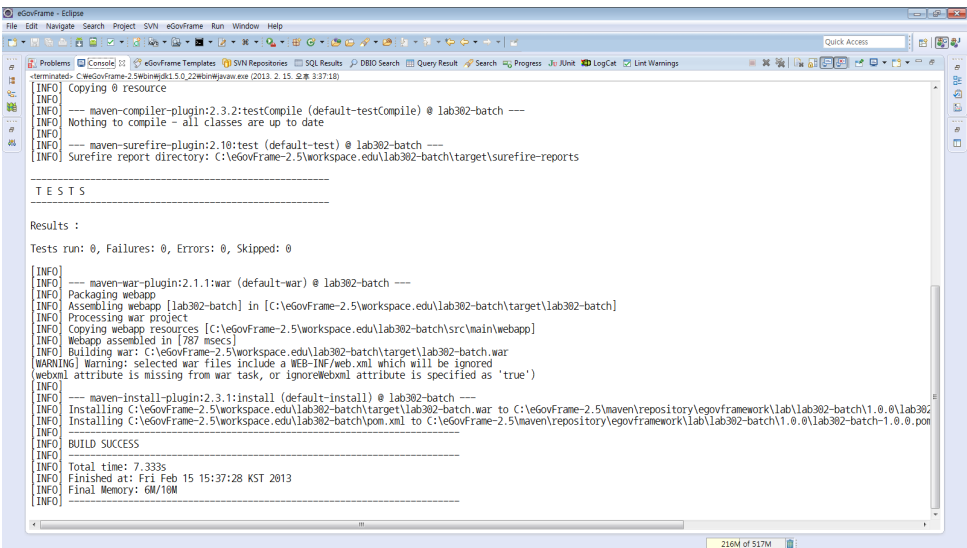 eGovFrame - Eclipse
File Edit Navigate Search Project SVN eGovFrame Run Window Help
Quick Access
Problems Console eGovFrame Templates SVN Repositories SQL Results DBIO Search Query Result Search Progress JUnit LogCat Lint Warnings
<terminated> C:₩eGovFrame-2.5₩bin₩jdk1.5.0_22₩bin₩javaw.exe (2013. 2. 15. 오후 3:37:18)
[INFO] Copying 0 resource
[INFO]
[INFO] --- maven-compiler-plugin:2.3.2:testCompile (default-testCompile) @ lab302-batch ---
[INFO] Nothing to compile - all classes are up to date
[INFO]
[INFO] --- maven-surefire-plugin:2.10:test (default-test) @ lab302-batch ---
[INFO] Surefire report directory: C:\eGovFrame-2.5\workspace.edu\lab302-batch\target\surefire-reports
-------------------------------------------------------
T E S T S
-------------------------------------------------------
Results :
Tests run: 0, Failures: 0, Errors: 0, Skipped: 0
[INFO]
[INFO] --- maven-war-plugin:2.1.1:war (default-war) @ lab302-batch ---
[INFO] Packaging webapp
[INFO] Assembling webapp [lab302-batch] in [C:\eGovFrame-2.5\workspace.edu\lab302-batch\target\lab302-batch]
[INFO] Processing war project
[INFO] Copying webapp resources [C:\eGovFrame-2.5\workspace.edu\lab302-batch\src\main\webapp]
[INFO] Webapp assembled in [787 msecs]
[INFO] Building war: C:\eGovFrame-2.5\workspace.edu\lab302-batch\target\lab302-batch.war
[WARNING] Warning: selected war files include a WEB-INF/web.xml which will be ignored
(webxml attribute is missing from war task, or ignoreWebxml attribute is specified as 'true')
[INFO]
[INFO] --- maven-install-plugin:2.3.1:install (default-install) @ lab302-batch ---
[INFO] Installing C:\eGovFrame-2.5\workspace.edu\lab302-batch\target\lab302-batch.war to C:\eGovFrame-2.5\maven\repository\egovframework\lab\lab302-batch\1.0.0\lab302
[INFO] Installing C:\eGovFrame-2.5\workspace.edu\lab302-batch\pom.xml to C:\eGovFrame-2.5\maven\repository\egovframework\lab\lab302-batch\1.0.0\lab302-batch-1.0.0.pom
[INFO] ------------------------------------------------------------------------
[INFO] BUILD SUCCESS
[INFO] ------------------------------------------------------------------------
[INFO] Total time: 7.333s
[INFO] Finished at: Fri Feb 15 15:37:28 KST 2013
[INFO] Final Memory: 6M/10M
[INFO] ------------------------------------------------------------------------
216M of 517M